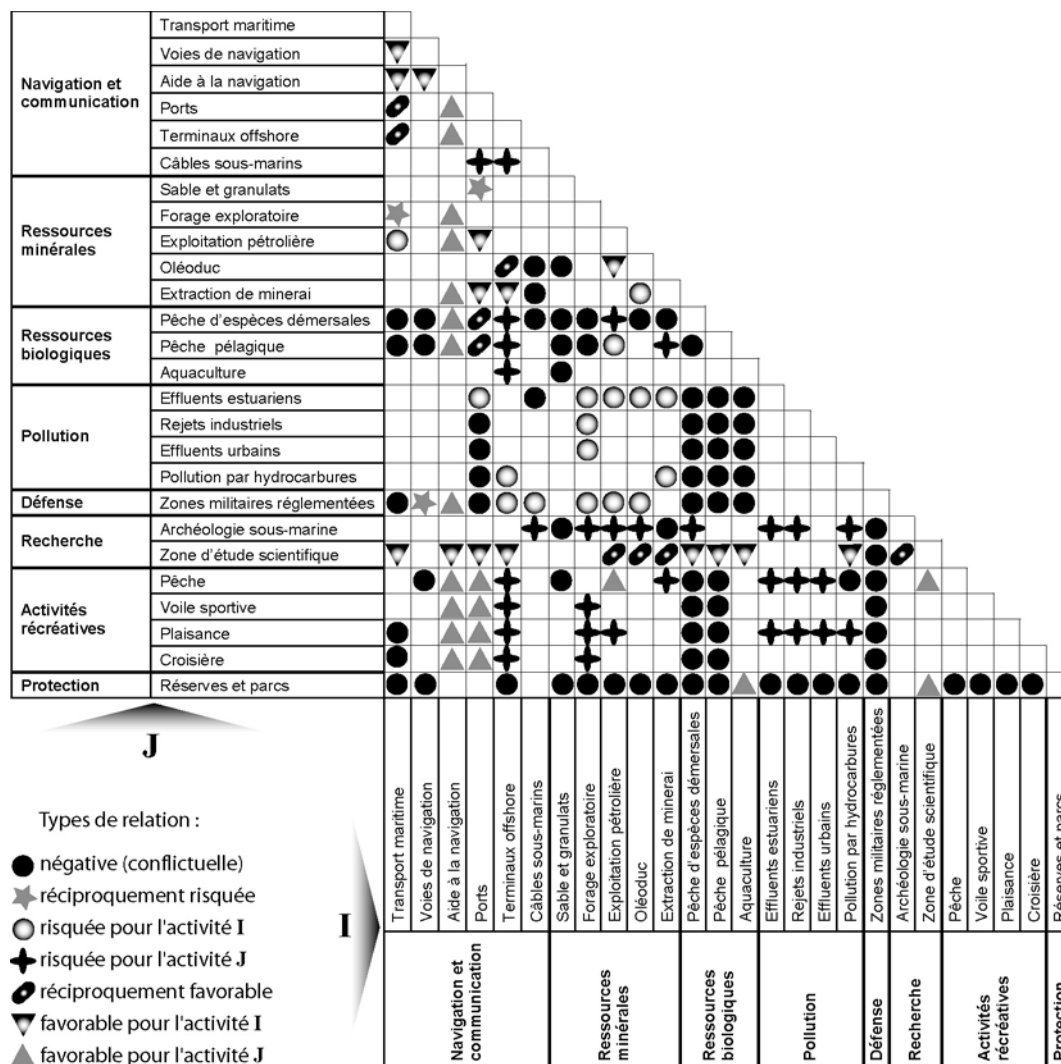 Navigation et
communication
Transport maritime
Voies de navigation
Aide à la navigation
Ports
Terminaux offshore
Câbles sous-marins
Ressources
minérales
Sable et granulats
Forage exploratoire
Exploitation pétrolière
Oléoduc
Extraction de minerai
Ressources
biologiques
Pêche d'espèces démersales
Pêche pélagique
Aquaculture
Pollution
Effluents estuariens
Rejets industriels
Effluents urbains
Pollution par hydrocarbures
Défense
Zones militaires réglementées
Recherche
Archéologie sous-marine
Zone d'étude scientifique
Activités
récréatives
Pêche
Voile sportive
Plaisance
Croisière
Protection
Réserves et parcs
J
Types de relation :
négative (conflictuelle)
réciproquement risquée
risquée pour l'activité I
risquée pour l'activité J
réciproquement favorable
favorable pour l'activité I
favorable pour l'activité J
I
Transport maritime
Voies de navigation
Aide à la navigation
Ports
Terminaux offshore
Câbles sous-marins
Sable et granulats
Forage exploratoire
Exploitation pétrolière
Oléoduc
Extraction de minerai
Pêche d'espèces démersales
Pêche pélagique
Aquaculture
Effluents estuariens
Rejets industriels
Effluents urbains
Pollution par hydrocarbures
Zones militaires réglementées
Archéologie sous-marine
Zone d'étude scientifique
Pêche
Voile sportive
Plaisance
Croisière
Réserves et parcs
Navigation et
communication
Ressources
minérales
Ressources
biologiques
Pollution
Défense
Recherche
Activités
récréatives
Protection